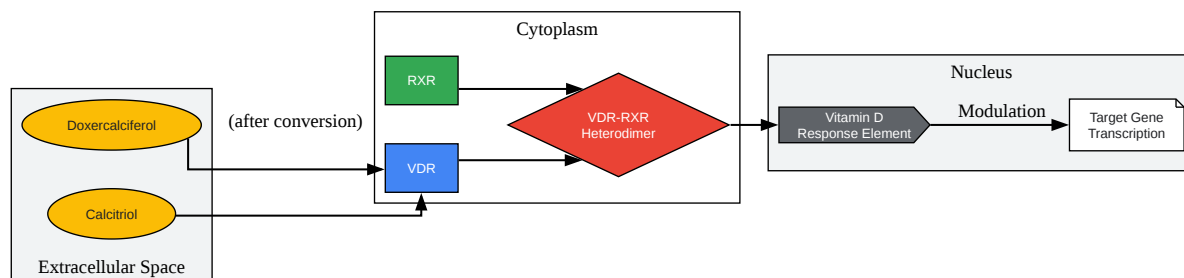 Doxercalciferol
Calcitriol
Extracellular Space
(after conversion)
Cytoplasm
RXR
VDR
VDR-RXR
Heterodimer
Nucleus
Vitamin D
Response Element
Modulation
Target Gene
Transcription